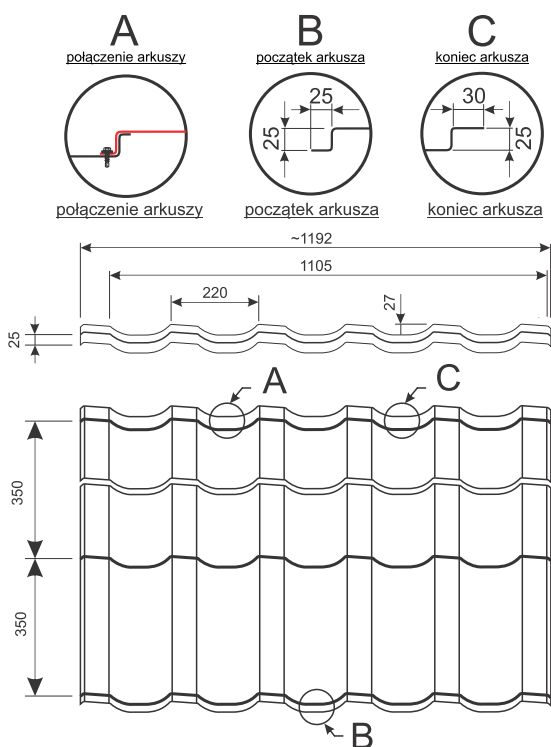 A B C
połączenie arkuszy początek arkusza koniec arkusza
25 30
25 25
połączenie arkuszy początek arkusza koniec arkusza
~1192
1105
220 27
25
A C
350
350
B